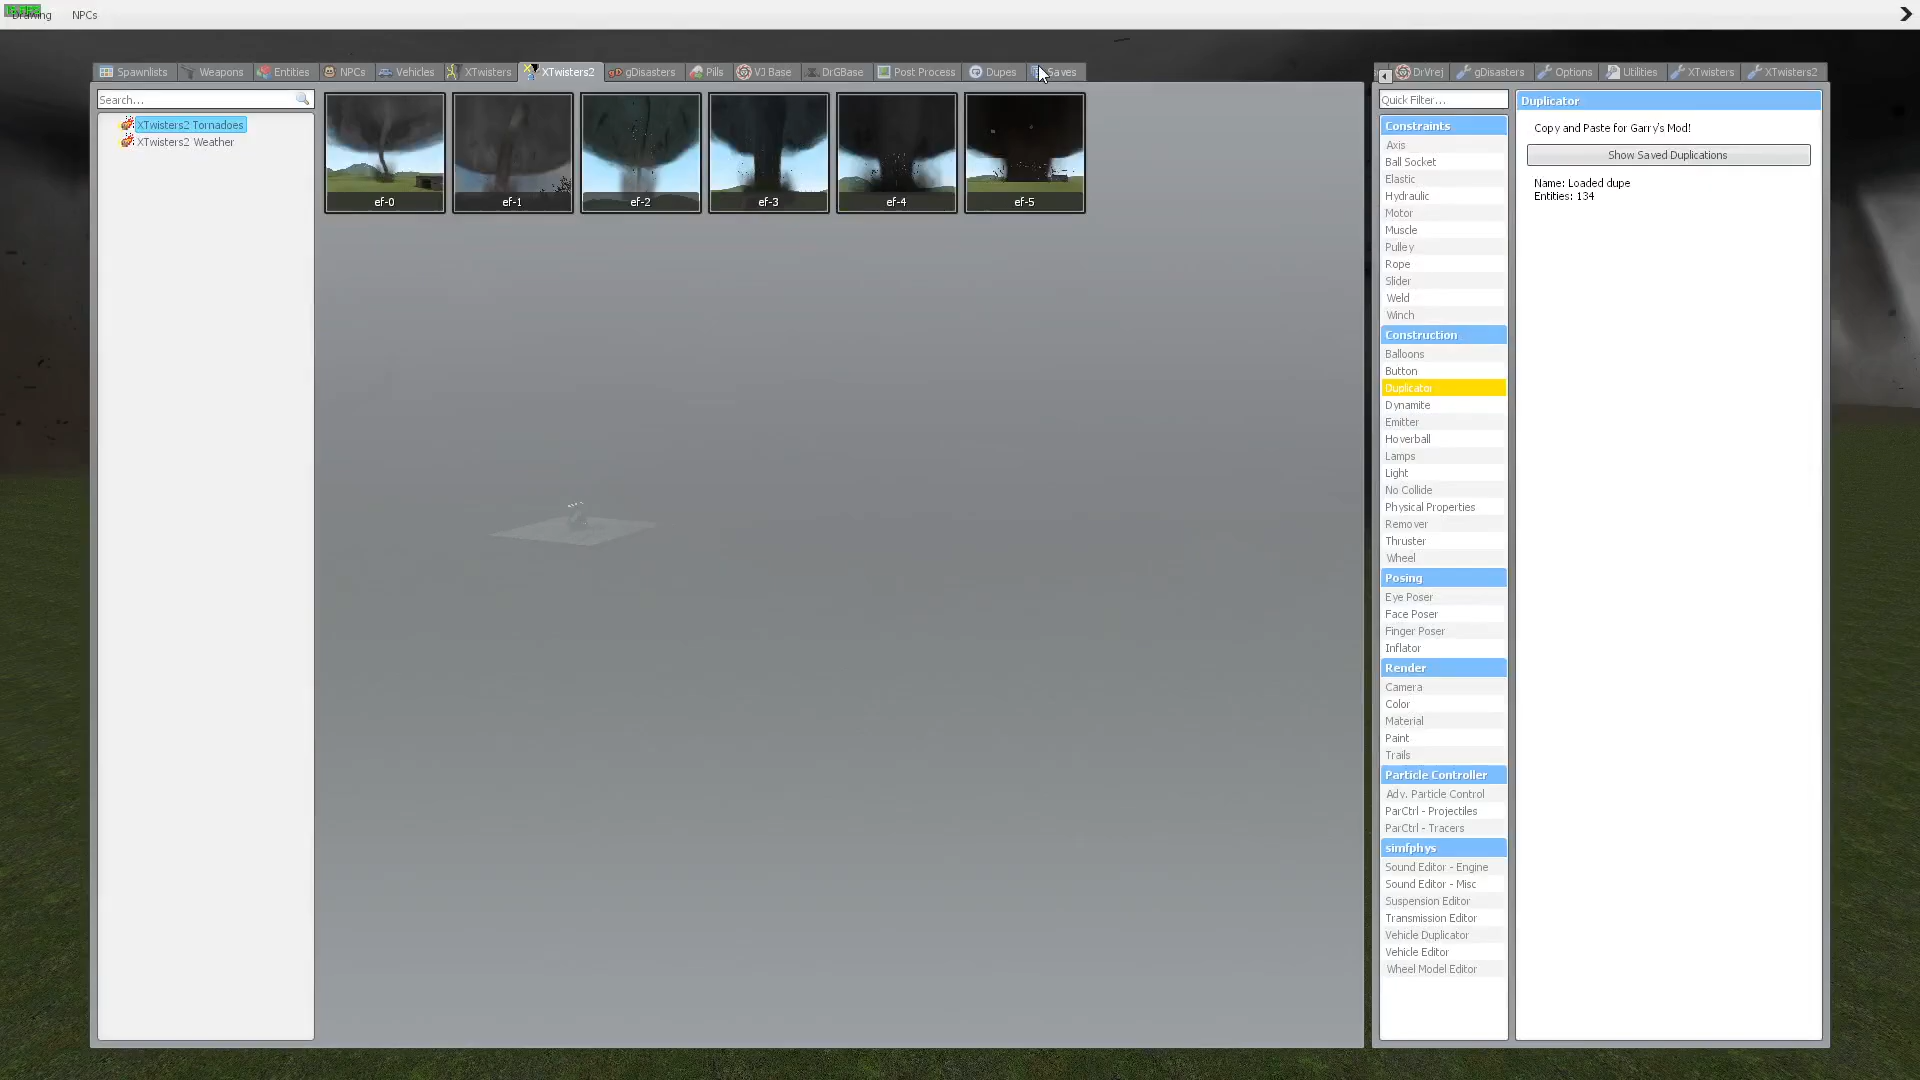 Drawing NPCs
Spawnlists Weapons Entities NPCs Vehicles XTwisters XTwisters2 gDisasters Pills VJ Base DrGBase Post Process Dupes Saves
DrVrej gDisasters Options Utilities XTwisters XTwisters2
Search...
XTwisters2 Tornadoes
XTwisters2 Weather
ef-0 ef-1 ef-2 ef-3 ef-4 ef-5
Quick Filter...
Constraints
Axis
Ball Socket
Elastic
Hydraulic
Motor
Muscle
Pulley
Rope
Slider
Weld
Winch
Construction
Balloons
Button
Duplicator
Dynamite
Emitter
Hoverball
Lamps
Light
No Collide
Physical Properties
Remover
Thruster
Wheel
Posing
Eye Poser
Face Poser
Finger Poser
Inflator
Render
Camera
Color
Material
Paint
Trails
Particle Controller
Adv. Particle Control
ParCtrl - Projectiles
ParCtrl - Tracers
simfphys
Sound Editor - Engine
Sound Editor - Misc
Suspension Editor
Transmission Editor
Vehicle Duplicator
Vehicle Editor
Wheel Model Editor
Duplicator
Copy and Paste for Garry's Mod!
Show Saved Duplications
Name: Loaded dupe
Entities: 134